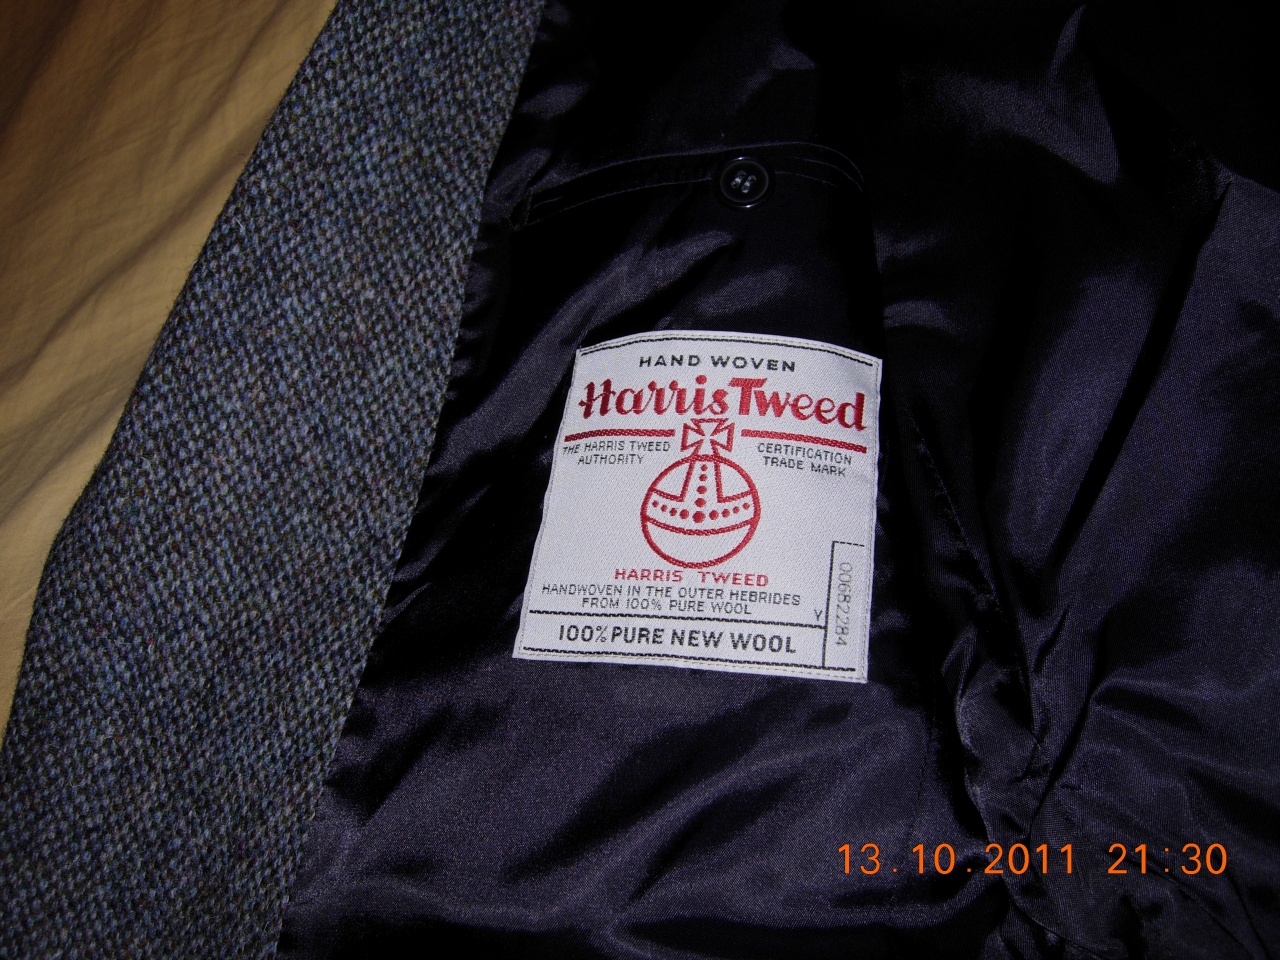 HAND WOVEN
Harris Tweed
THE HARRIS TWEED AUTHORITY
CERTIFICATION TRADE MARK
HARRIS TWEED
HANDWOVEN IN THE OUTER HEBRIDES
FROM 100% PURE WOOL
Y
100% PURE NEW WOOL
00682284
13.10.2011 21:30